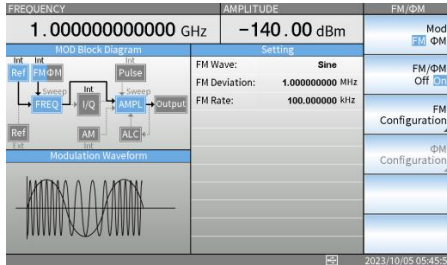 FREQUENCY
AMPLITUDE
FM/ΦM
1.000000000000 GHz
-140.00 dBm
Mod
FM ΦM
MOD Block Diagram
Setting
Int
Int
Int
Ref
FM
ΦM
Pulse
FM Wave:
Sine
FM/ΦM
Off On
Sweep
Int
Sweep
FM Deviation:
1.000000000 MHz
FREQ
I/Q
AMPL
Output
FM Rate:
100.000000 kHz
FM
Configuration
Ref
AM
ALC
Ext
Int
ΦM
Configuration
Modulation Waveform
2023/10/05 05:45:5